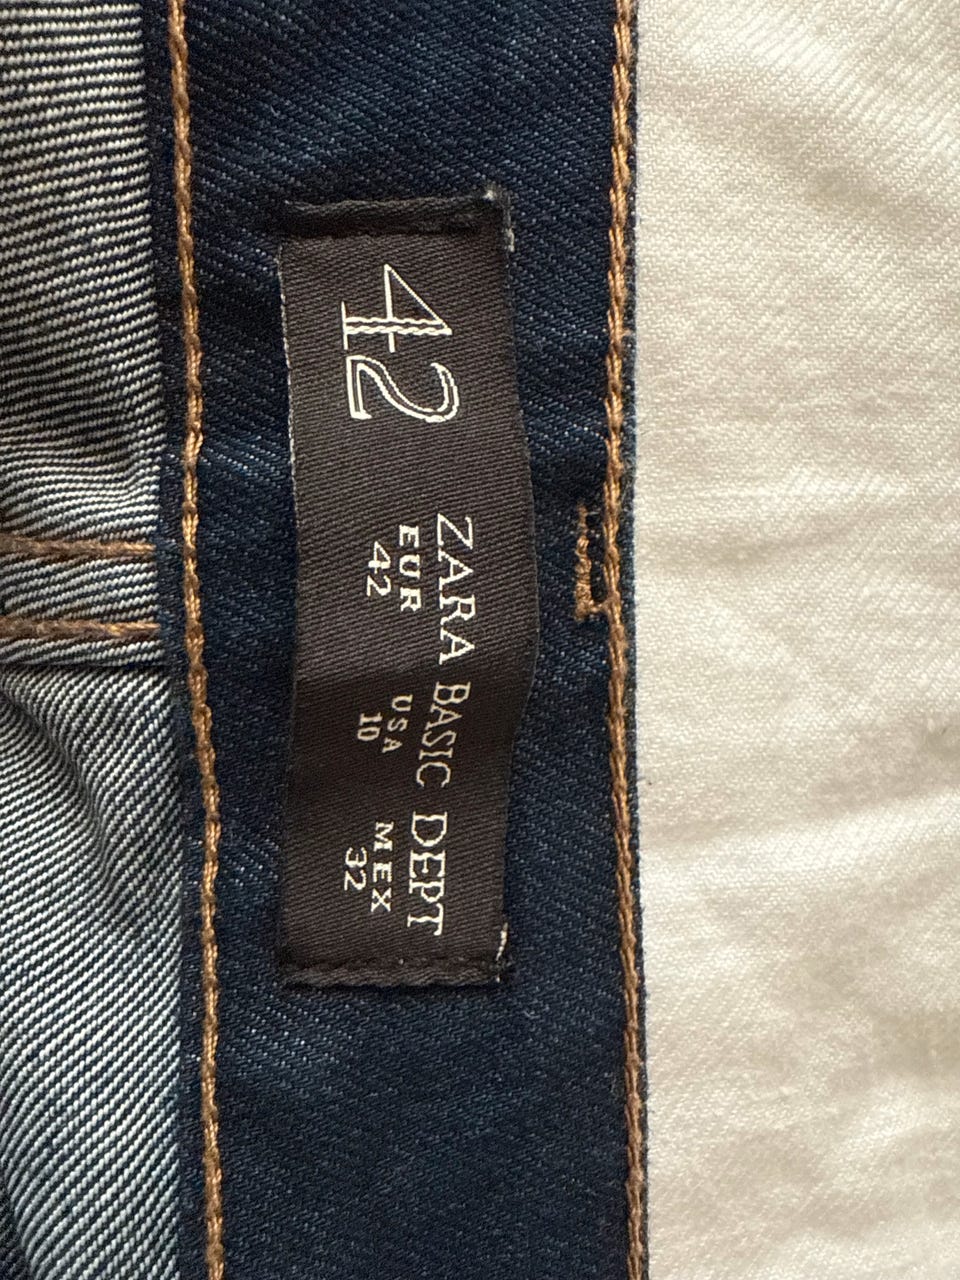 42
ZARA BASIC DEPT
EUR USA MEX
42 10 32